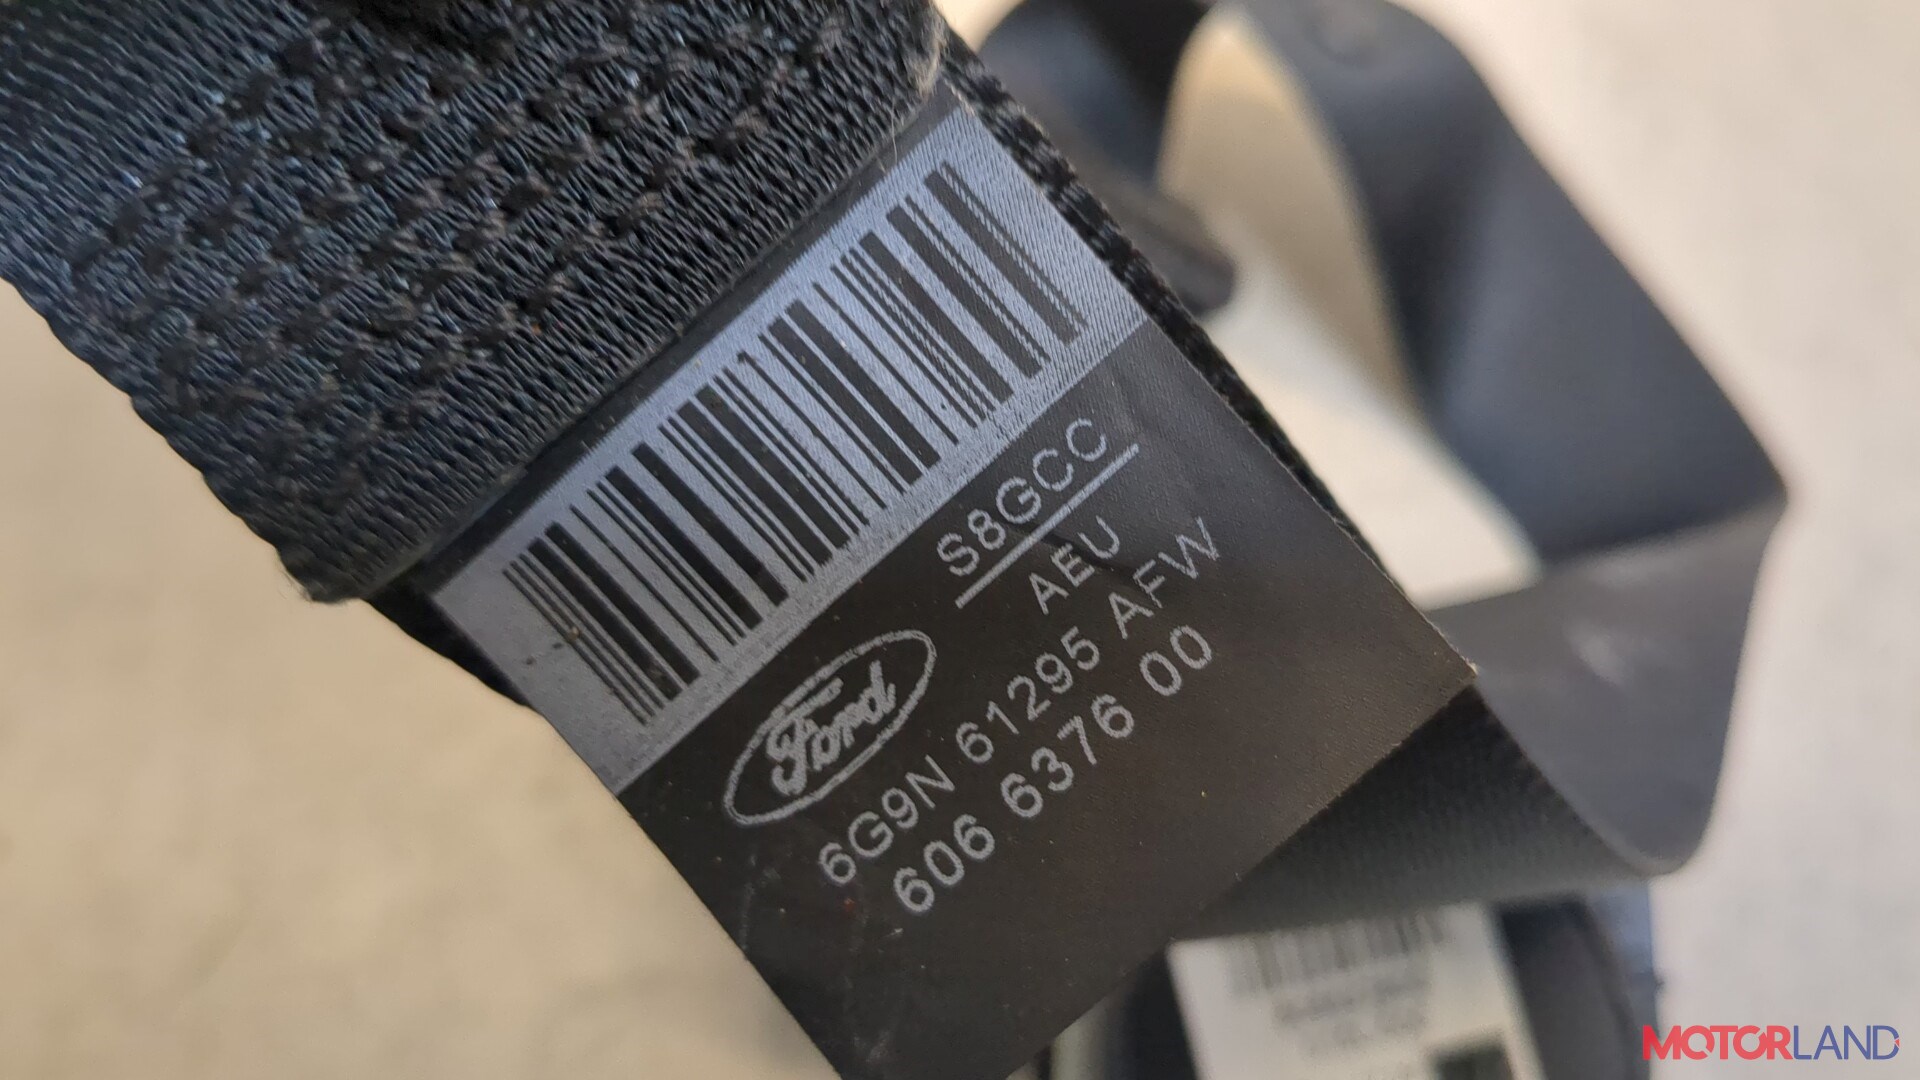 S8GCC
AEU
Ford
6G9N 61295 AFW
606 6376 00
MOTORLAND